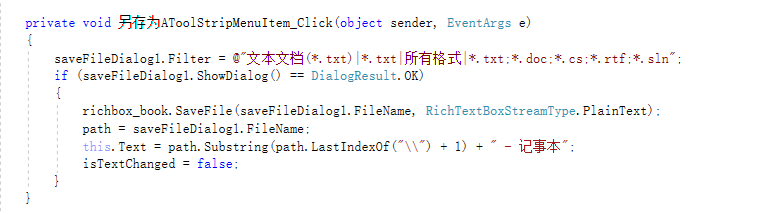 private void 另存为AToolStripMenuItem_Click(object sender, EventArgs e)
{
saveFileDialog1.Filter = @"文本文档(*.txt)|*.txt|所有格式|*.txt;*.doc;*.cs;*.rtf;*.sln";
if (saveFileDialog1.ShowDialog() == DialogResult.OK)
{
richbox_book.SaveFile(saveFileDialog1.FileName, RichTextBoxStreamType.PlainText);
path = saveFileDialog1.FileName;
this.Text = path.Substring(path.LastIndexOf("\\") + 1) + " - 记事本";
isTextChanged = false;
}
}